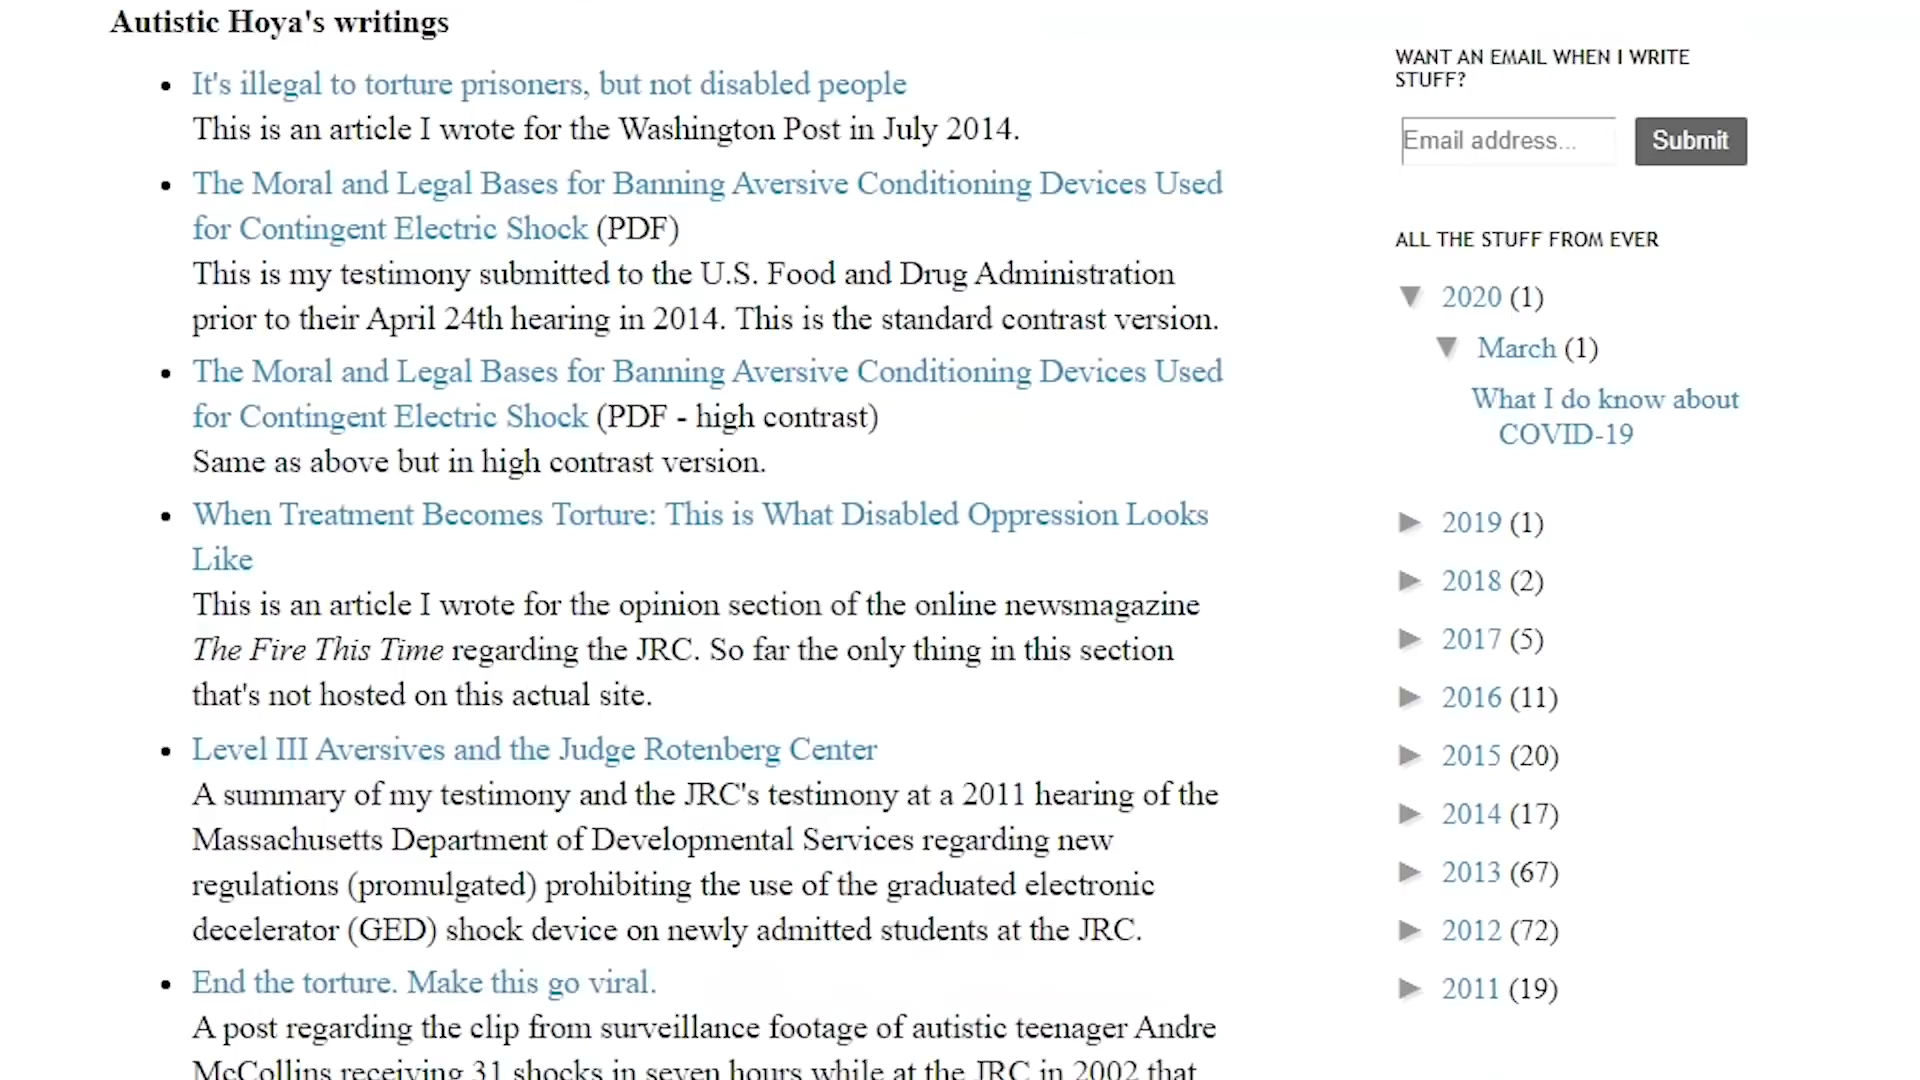 Autistic Hoya's writings
It's illegal to torture prisoners, but not disabled people
This is an article I wrote for the Washington Post in July 2014.
The Moral and Legal Bases for Banning Aversive Conditioning Devices Used
for Contingent Electric Shock (PDF)
This is my testimony submitted to the U.S. Food and Drug Administration
prior to their April 24th hearing in 2014. This is the standard contrast version.
The Moral and Legal Bases for Banning Aversive Conditioning Devices Used
for Contingent Electric Shock (PDF - high contrast)
Same as above but in high contrast version.
When Treatment Becomes Torture: This is What Disabled Oppression Looks
Like
This is an article I wrote for the opinion section of the online newsmagazine
The Fire This Time regarding the JRC. So far the only thing in this section
that's not hosted on this actual site.
Level III Aversives and the Judge Rotenberg Center
A summary of my testimony and the JRC's testimony at a 2011 hearing of the
Massachusetts Department of Developmental Services regarding new
regulations (promulgated) prohibiting the use of the graduated electronic
decelerator (GED) shock device on newly admitted students at the JRC.
End the torture. Make this go viral.
A post regarding the clip from surveillance footage of autistic teenager Andre
McCollins receiving 31 shocks in seven hours while at the JRC in 2002 that
WANT AN EMAIL WHEN I WRITE
STUFF?
Email address...
Submit
ALL THE STUFF FROM EVER
▼ 2020 (1)
▼ March (1)
What I do know about
COVID-19
► 2019 (1)
► 2018 (2)
► 2017 (5)
► 2016 (11)
► 2015 (20)
► 2014 (17)
► 2013 (67)
► 2012 (72)
► 2011 (19)